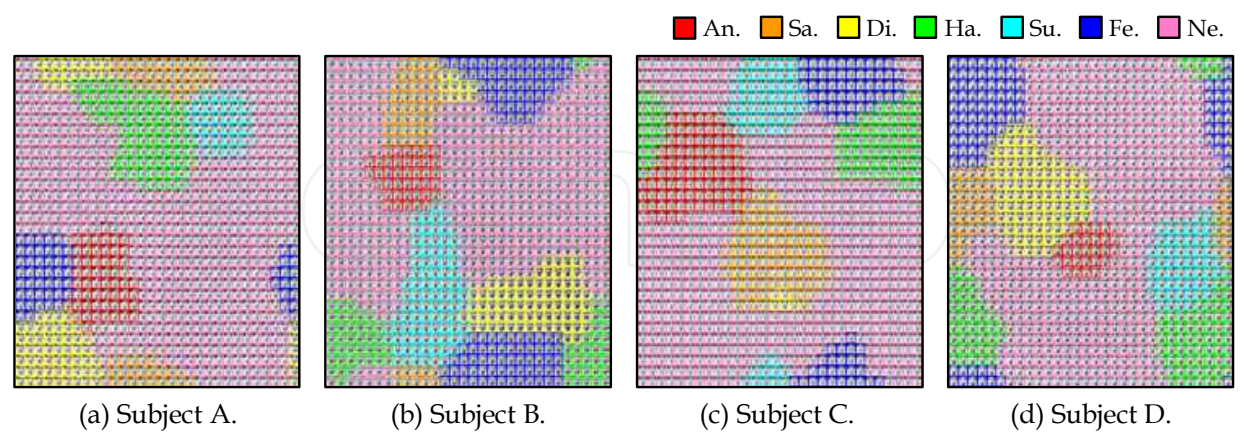 An. Sa. Di. Ha. Su. Fe. Ne.
(a) Subject A. (b) Subject B. (c) Subject C. (d) Subject D.